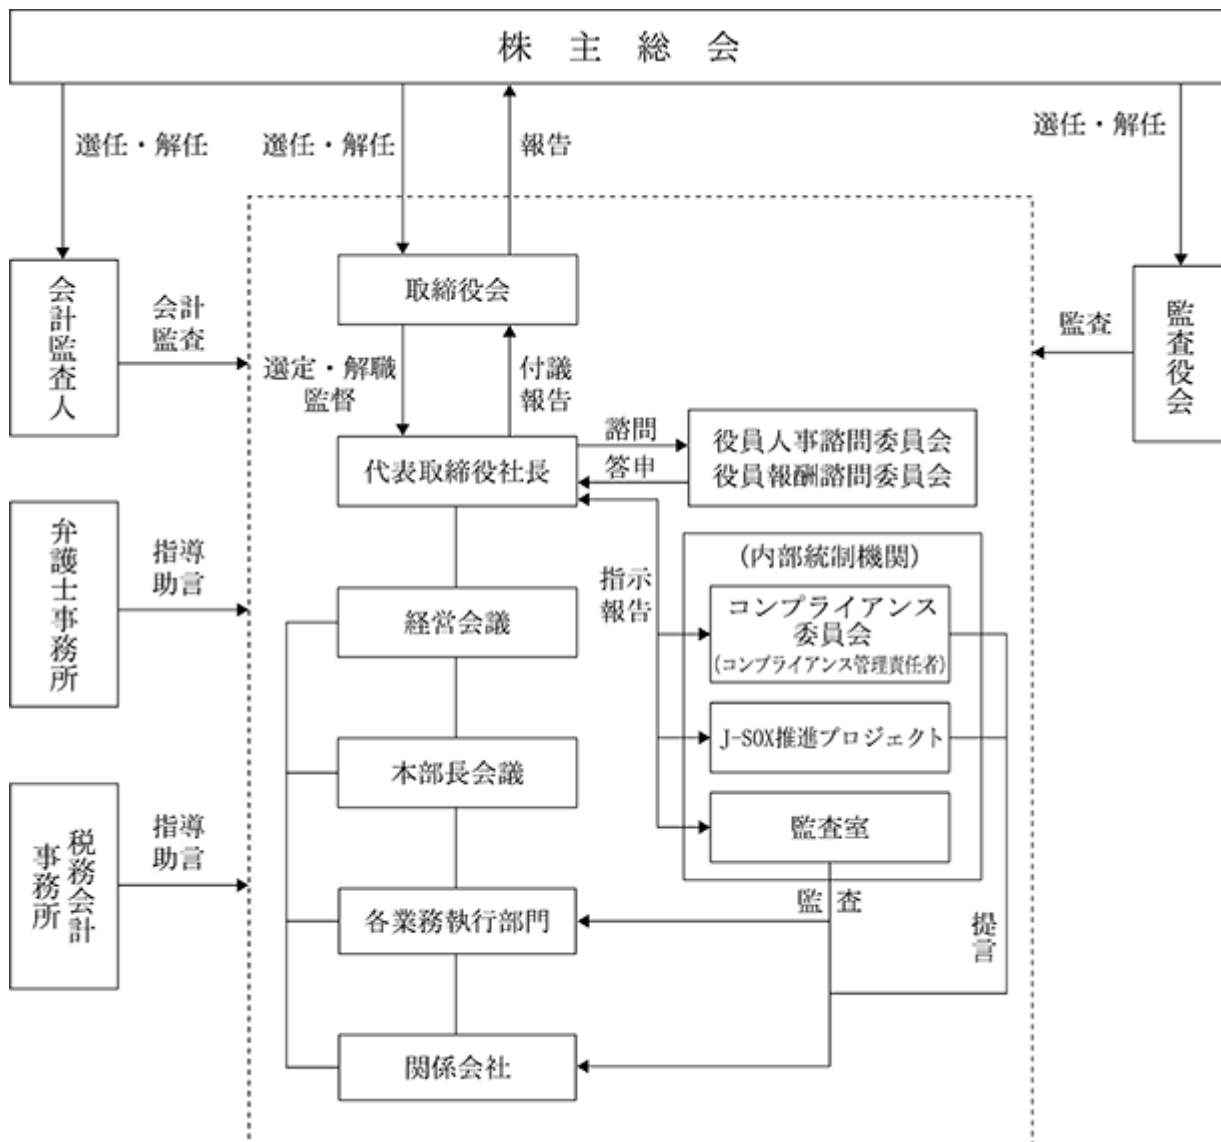 株主総会
選任・解任
選任・解任
報告
選任・解任
会計監査人
会計
監査
取締役会
監査
監査役会
選定・解職
監督
付議
報告
代表取締役社長
諮問
答申
役員人事諮問委員会
役員報酬諮問委員会
弁護士事務所
指導
助言
指示
報告
(内部統制機関)
コンプライアンス
委員会
(コンプライアンス管理責任者)
経営会議
J-SOX推進プロジェクト
本部長会議
監査室
税務会計
事務所
指導
助言
監査
各業務執行部門
提言
関係会社